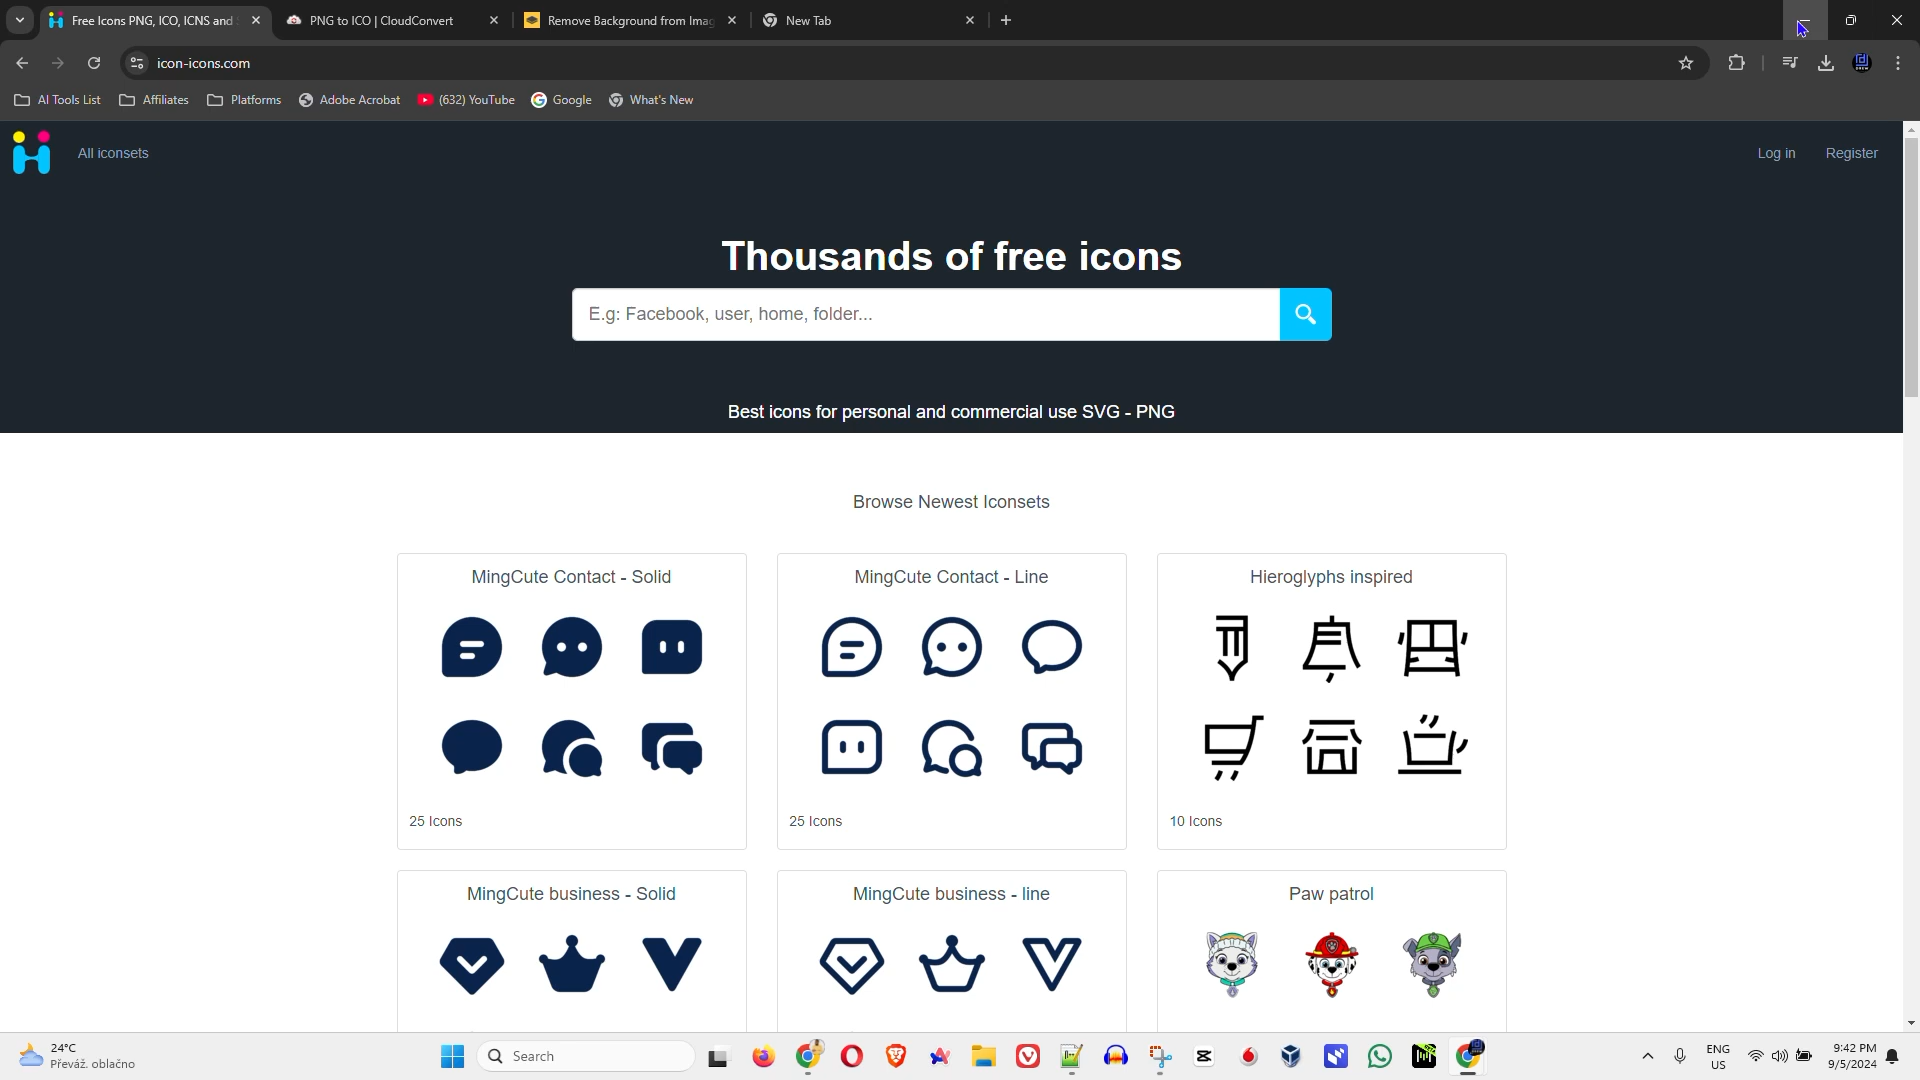 Free Icons PNG, ICO, ICNS and
PNG to ICO | CloudConvert
Remove Background from Imag
New Tab
icon-icons.com
AI Tools List
Affiliates
Platforms
Adobe Acrobat
(632) YouTube
Google
What's New
All iconsets
Log in
Register
Thousands of free icons
E.g: Facebook, user, home, folder...
Best icons for personal and commercial use SVG - PNG
Browse Newest Iconsets
MingCute Contact - Solid
MingCute Contact - Line
Hieroglyphs inspired
25 Icons
25 Icons
10 Icons
MingCute business - Solid
MingCute business - line
Paw patrol
24°C
Převáž. oblačno
Search
ENG
US
9:42 PM
9/5/2024